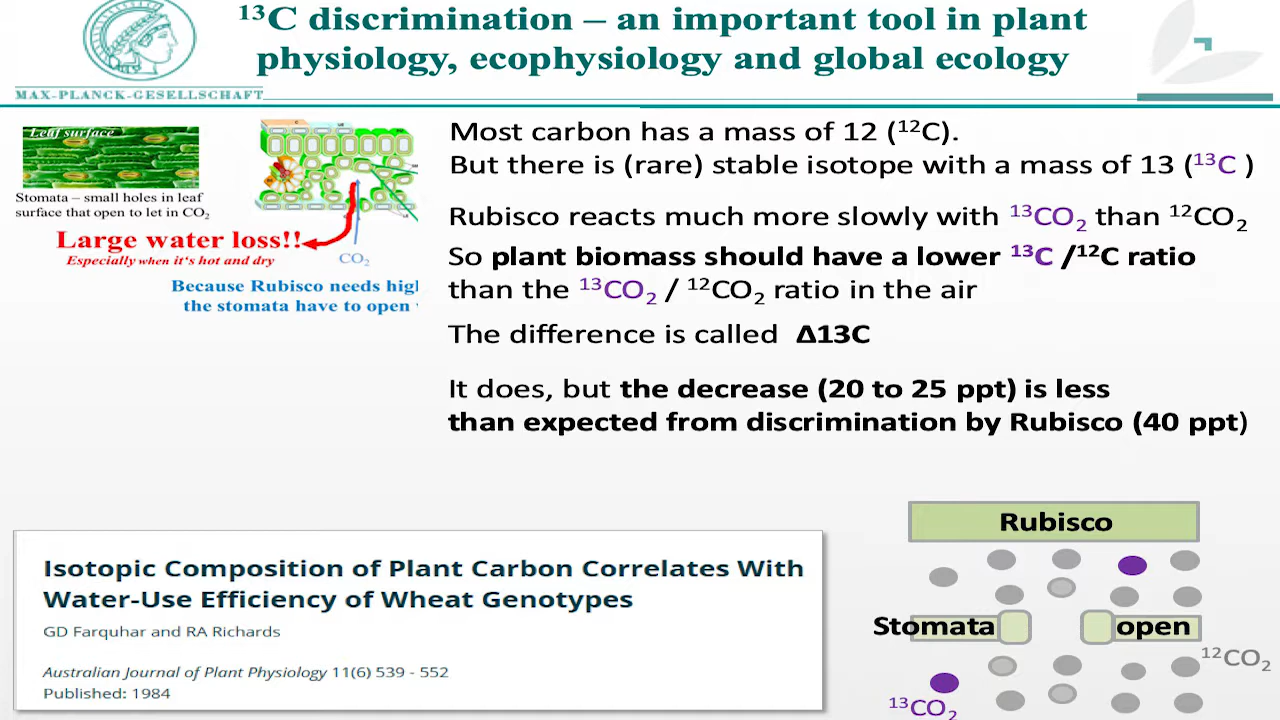 ¹³C discrimination – an important tool in plant
physiology, ecophysiology and global ecology
MAX-PLANCK-GESELLSCHAFT
Leaf surface
Stomata – small holes in leaf
surface that open to let in CO₂
Large water loss!!
Especially when it's hot and dry
CO₂
Because Rubisco needs hig
the stomata have to open
Most carbon has a mass of 12 (¹²C).
But there is (rare) stable isotope with a mass of 13 (¹³C )
Rubisco reacts much more slowly with ¹³CO₂ than ¹²CO₂
So plant biomass should have a lower ¹³C /¹²C ratio
than the ¹³CO₂ / ¹²CO₂ ratio in the air
The difference is called Δ13C
It does, but the decrease (20 to 25 ppt) is less
than expected from discrimination by Rubisco (40 ppt)
Isotopic Composition of Plant Carbon Correlates With
Water-Use Efficiency of Wheat Genotypes
GD Farquhar and RA Richards
Australian Journal of Plant Physiology 11(6) 539 - 552
Published: 1984
Rubisco
Stomata open
¹²CO₂
¹³CO₂